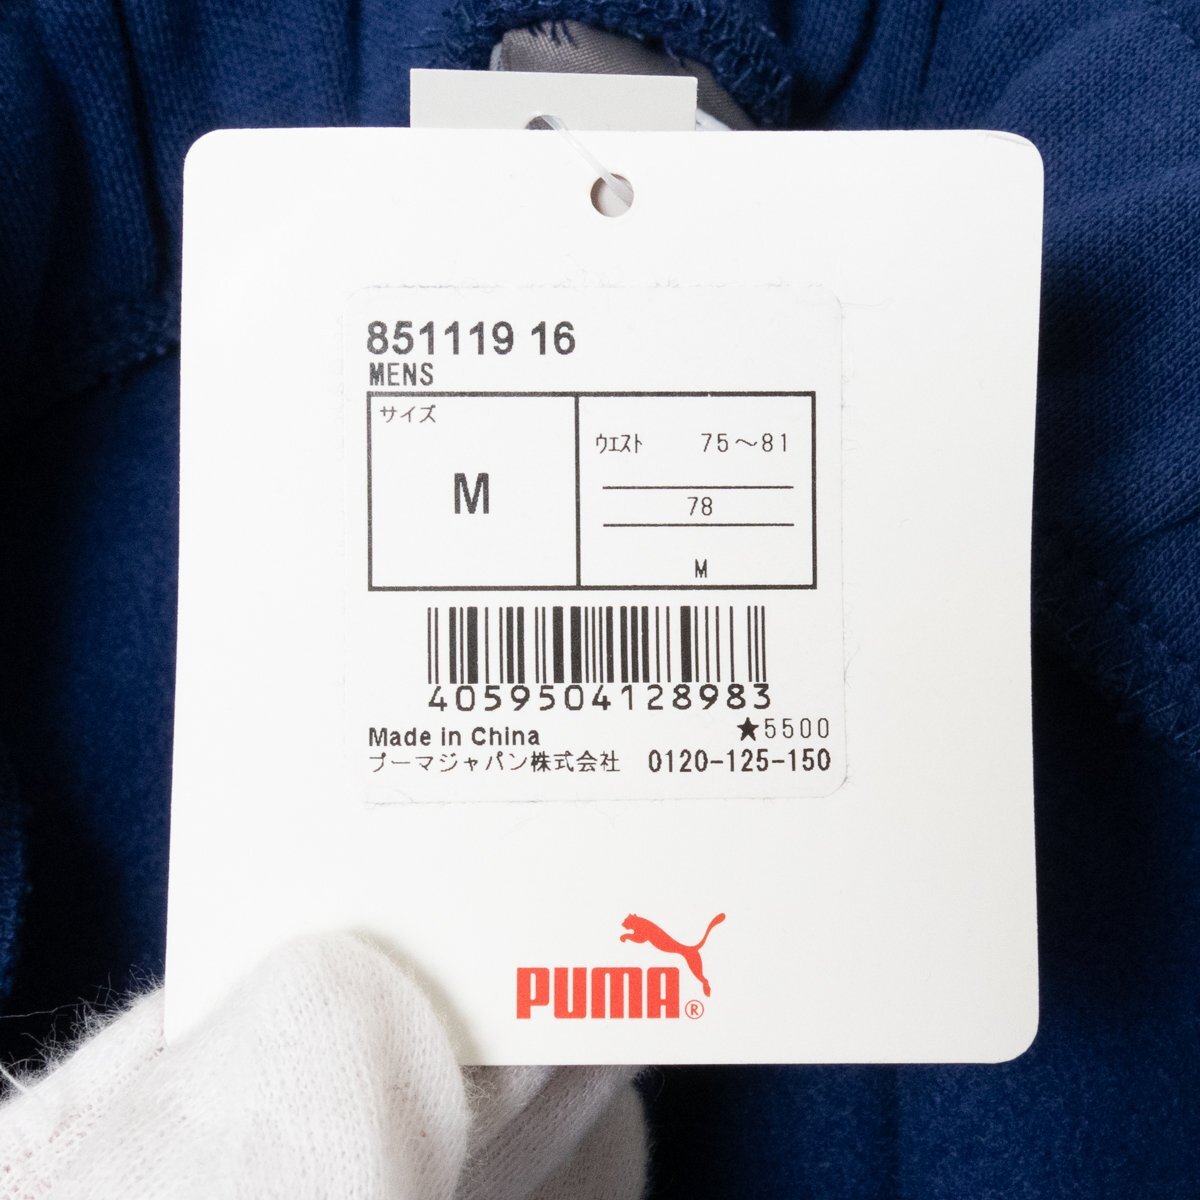 851119 16
MENS
サイズ
M
ｳｴｽﾄ 75～81
78
M
4059504128983
★5500
Made in China
プーマジャパン株式会社 0120-125-150
PUMA®